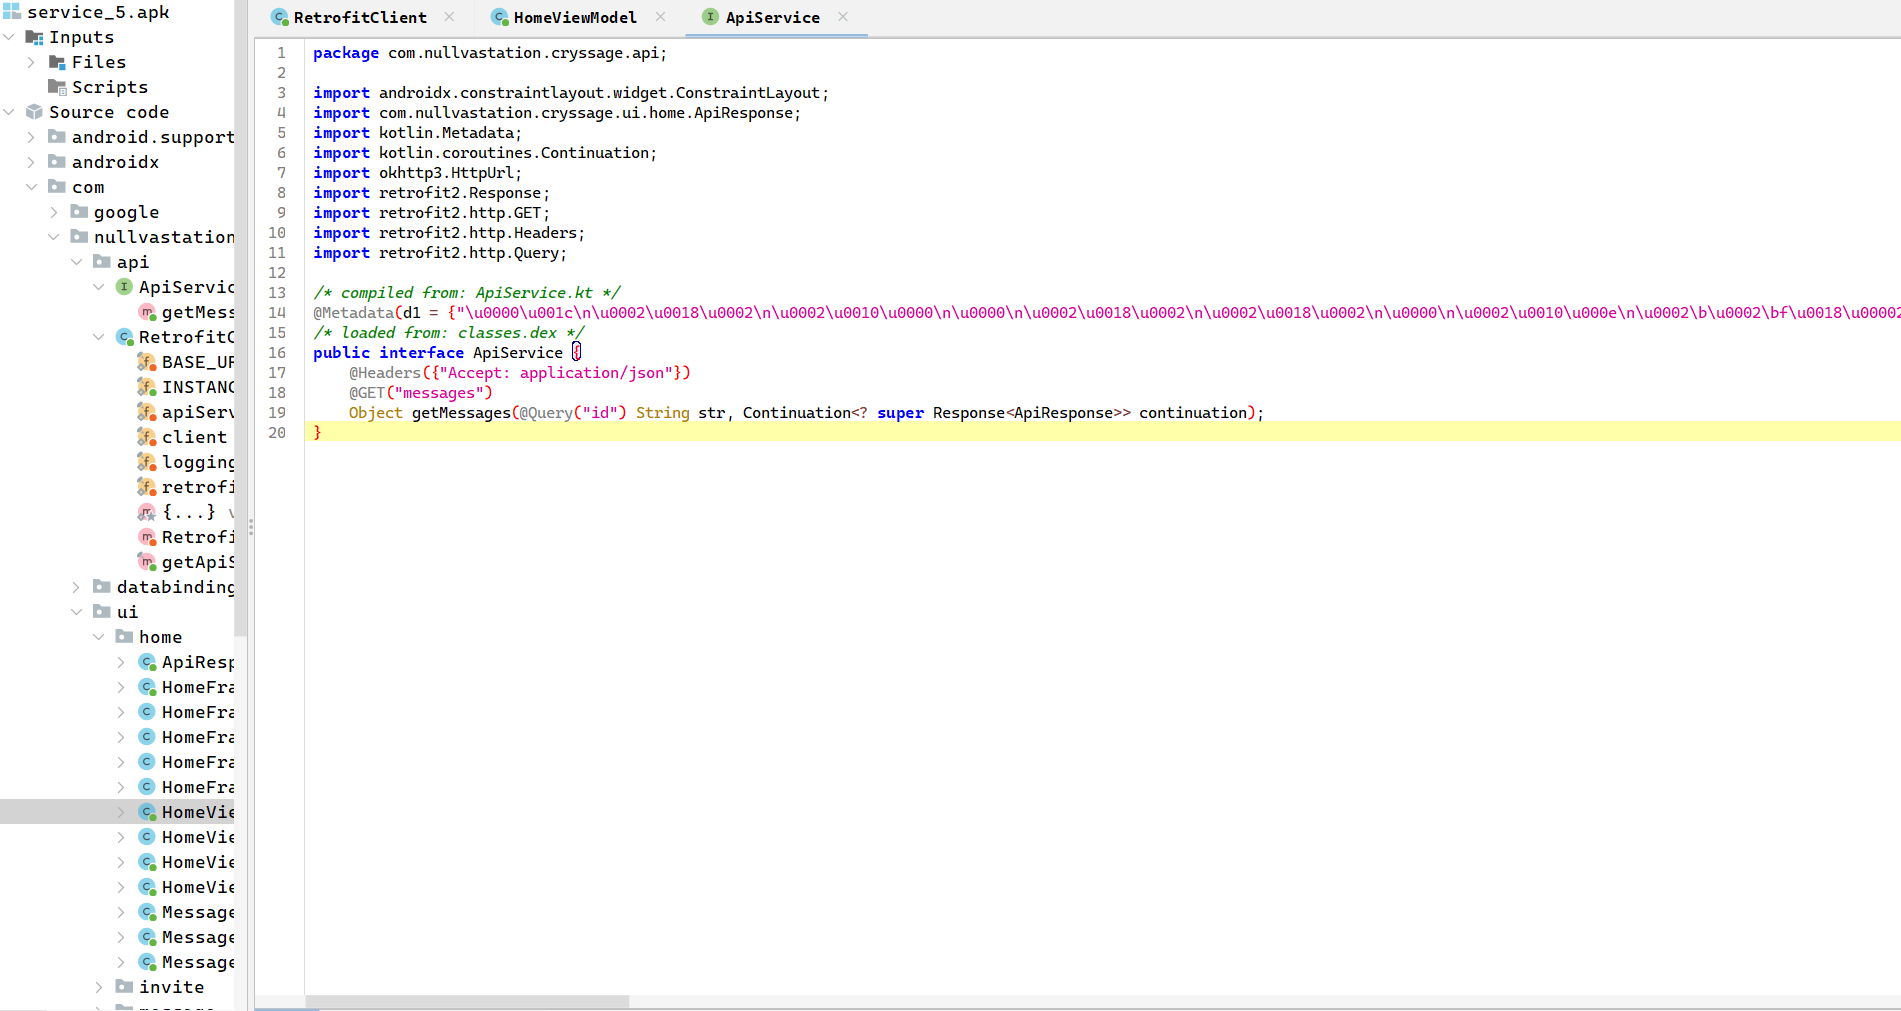 service_5.apk
Inputs
Files
Scripts
Source code
android.support
androidx
com
google
nullvastation
api
ApiServic
getMess
RetrofitC
BASE_UR
INSTANC
apiServ
client
logging
retrofi
{...} v
Retrofi
getApiS
databinding
ui
home
ApiResp
HomeFra
HomeFra
HomeFra
HomeFra
HomeFra
HomeVie
HomeVie
HomeVie
HomeVie
Message
Message
Message
invite
RetrofitClient
HomeViewModel
ApiService
1 package com.nullvastation.cryssage.api;
2
3 import androidx.constraintlayout.widget.ConstraintLayout;
4 import com.nullvastation.cryssage.ui.home.ApiResponse;
5 import kotlin.Metadata;
6 import kotlin.coroutines.Continuation;
7 import okhttp3.HttpUrl;
8 import retrofit2.Response;
9 import retrofit2.http.GET;
10 import retrofit2.http.Headers;
11 import retrofit2.http.Query;
12
13 /* compiled from: ApiService.kt */
14 @Metadata(d1 = {"\u0000\u001c\n\u0002\u0018\u0002\n\u0002\u0010\u0000\n\u0000\n\u0002\u0018\u0002\n\u0002\u0018\u0002\n\u0000\n\u0002\u0010\u000e\n\u0002\b\u0002\bf\u0018\u00002
15 /* loaded from: classes.dex */
16 public interface ApiService {
17 @Headers({"Accept: application/json"})
18 @GET("messages")
19 Object getMessages(@Query("id") String str, Continuation<? super Response<ApiResponse>> continuation);
20 }